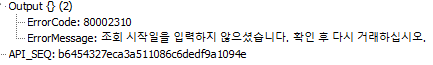 Output {} (2)
ErrorCode: 80002310
ErrorMessage: 조회 시작일을 입력하지 않으셨습니다. 확인 후 다시 거래하십시오.
API_SEQ: b6454327eca3a511086c6dedf9a1094e